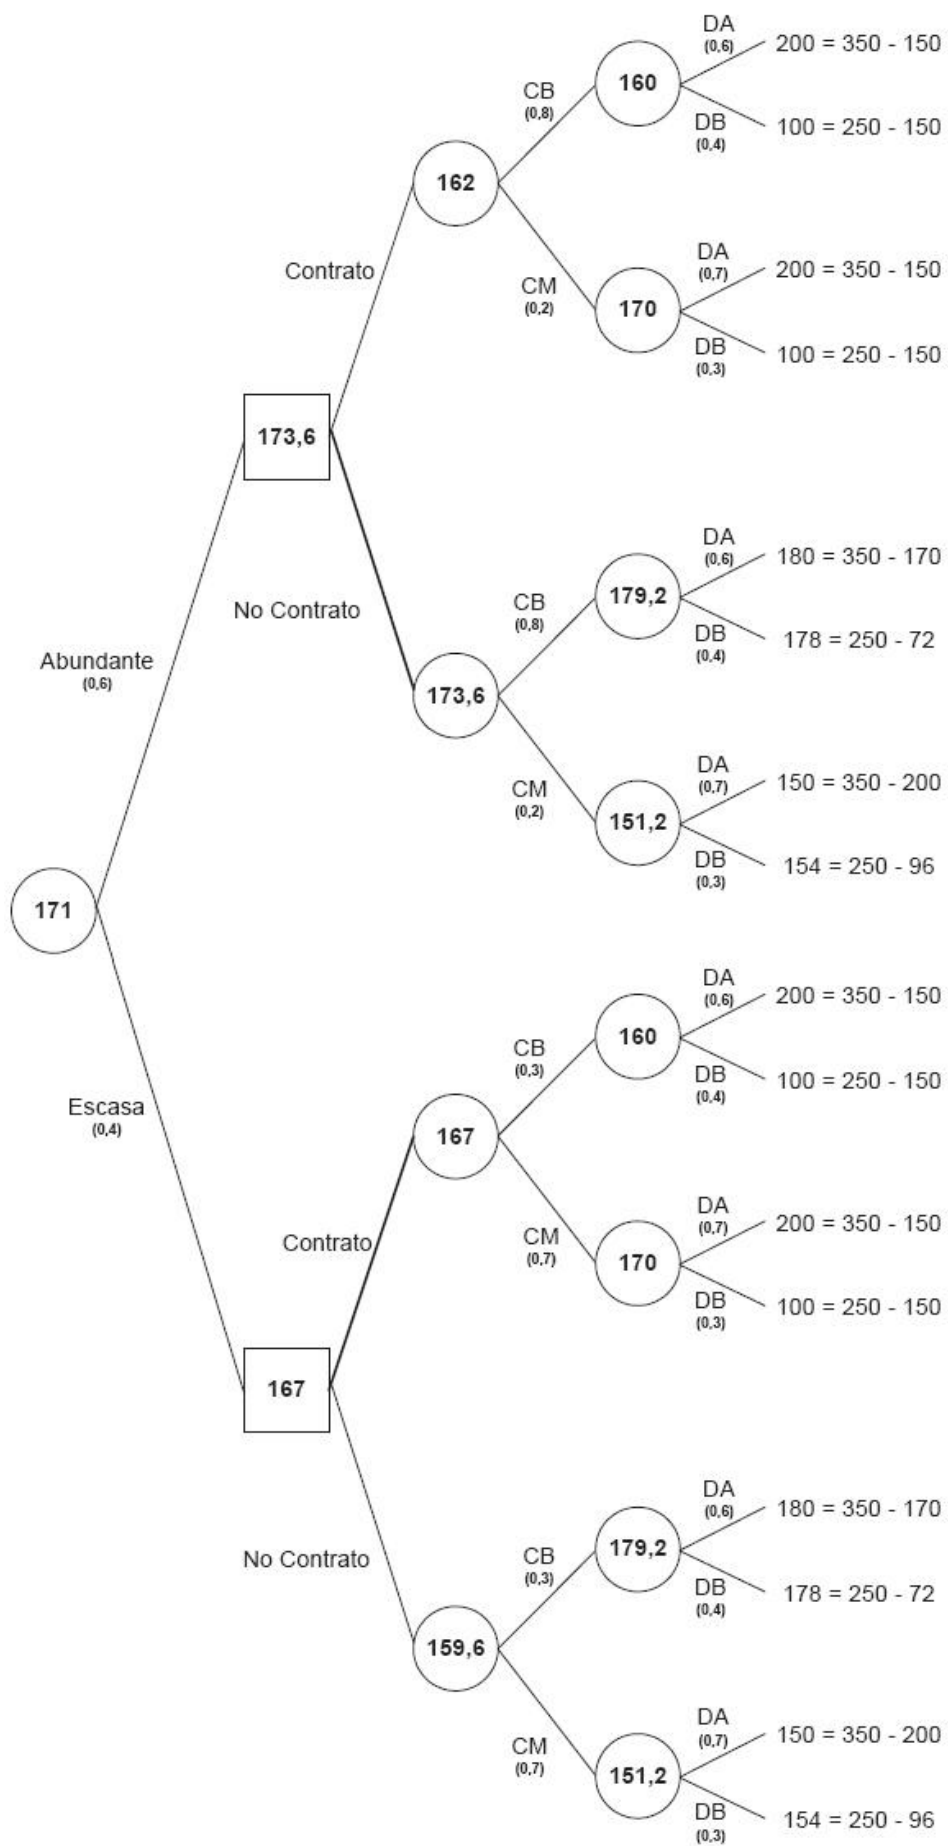 DA
(0,6)
200 = 350 - 150
160
CB
(0,8)
DB
(0,4)
100 = 250 - 150
162
Contrato
CM
(0,2)
DA
(0,7)
200 = 350 - 150
170
DB
(0,3)
100 = 250 - 150
173,6
No Contrato
DA
(0,6)
180 = 350 - 170
179,2
CB
(0,8)
DB
(0,4)
178 = 250 - 72
Abundante
(0,6)
173,6
CM
(0,2)
DA
(0,7)
150 = 350 - 200
151,2
DB
(0,3)
154 = 250 - 96
171
DA
(0,6)
200 = 350 - 150
160
CB
(0,3)
DB
(0,4)
100 = 250 - 150
Escasa
(0,4)
167
Contrato
CM
(0,7)
DA
(0,7)
200 = 350 - 150
170
DB
(0,3)
100 = 250 - 150
167
No Contrato
DA
(0,6)
180 = 350 - 170
179,2
CB
(0,3)
DB
(0,4)
178 = 250 - 72
159,6
CM
(0,7)
DA
(0,7)
150 = 350 - 200
151,2
DB
(0,3)
154 = 250 - 96